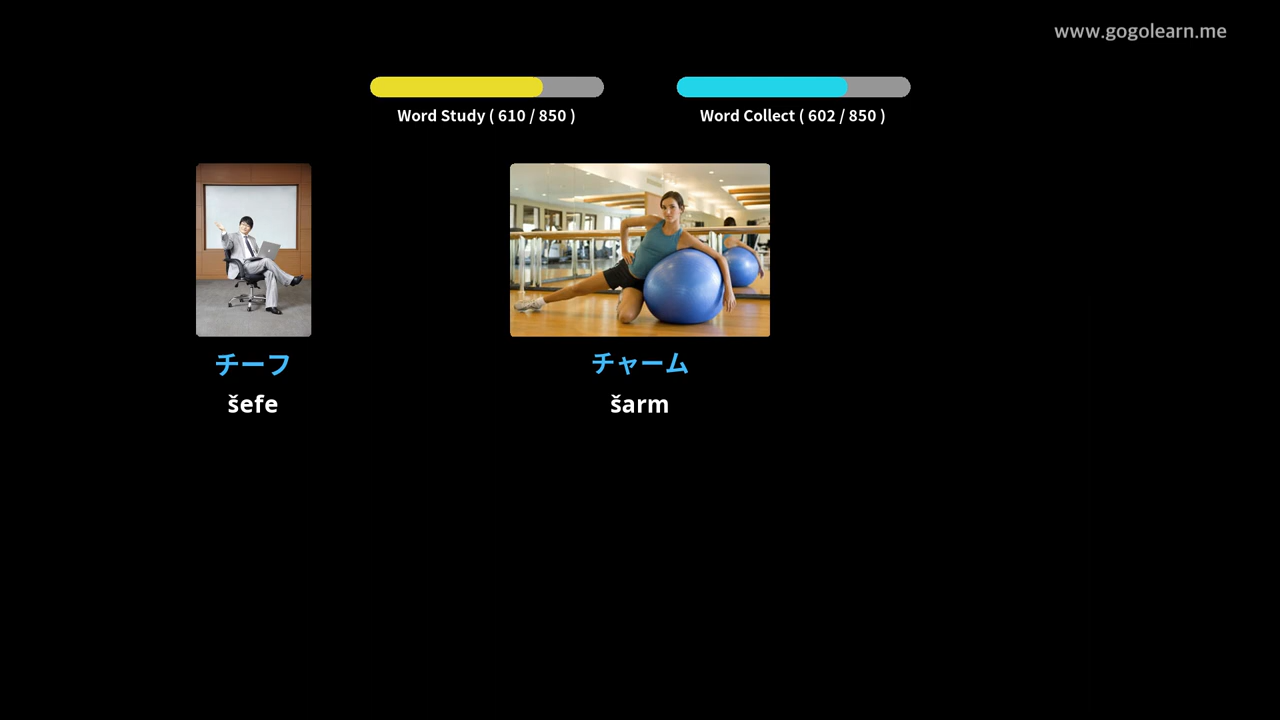 www.gogolearn.me
Word Study ( 610 / 850 )
Word Collect ( 602 / 850 )
チーフ
チャーム
šefe
šarm